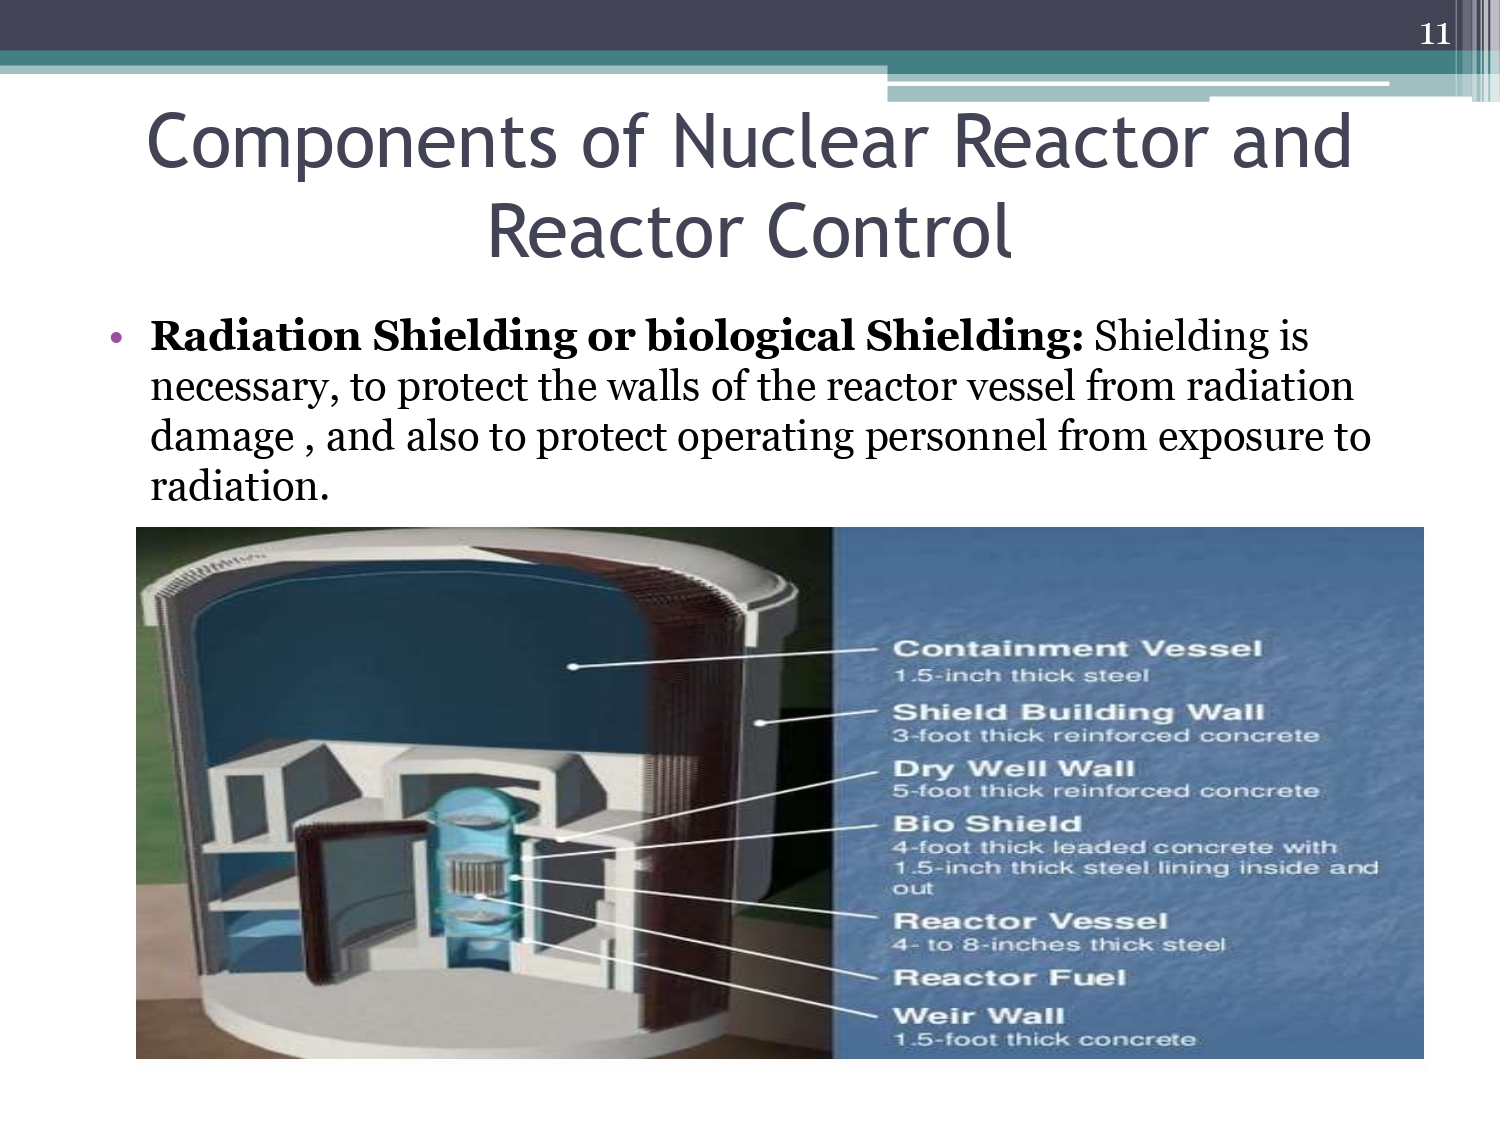 11
Components of Nuclear Reactor and
Reactor Control
• Radiation Shielding or biological Shielding: Shielding is
necessary, to protect the walls of the reactor vessel from radiation
damage , and also to protect operating personnel from exposure to
radiation.
Containment Vessel
1.5-inch thick steel
Shield Building Wall
3-foot thick reinforced concrete
Dry Well Wall
5-foot thick reinforced concrete
Bio Shield
4-foot thick leaded concrete with
1.5-inch thick steel lining inside and
out
Reactor Vessel
4- to 8-inches thick steel
Reactor Fuel
Weir Wall
1.5-foot thick concrete